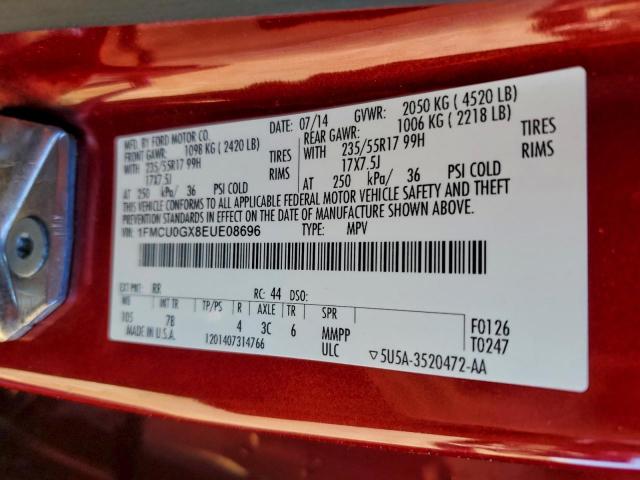 MFD. BY FORD MOTOR CO. DATE: 07/14 GVWR: 2050 KG ( 4520 LB)
FRONT GAWR: 1098 KG ( 2420 LB) REAR GAWR: 1006 KG ( 2218 LB)
WITH 235/55R17 99H TIRES WITH 235/55R17 99H TIRES
17X7.5J RIMS 17X7.5J RIMS
AT 250 kPa/ 36 PSI COLD AT 250 kPa/ 36 PSI COLD
THIS VEHICLE CONFORMS TO ALL APPLICABLE FEDERAL MOTOR VEHICLE SAFETY AND THEFT
PREVENTION STANDARDS IN EFFECT ON THE DATE OF MANUFACTURE SHOWN ABOVE.
VIN: 1FMCU0GX8EUE08696 TYPE: MPV
EXT PNT: RR RC: 44 DSO:
WB INT TR TP/PS R AXLE TR SPR
105 7B 4 3C 6 MMPP F0126
MADE IN U.S.A. 1201407314766 ULC ▽5U5A-3520472-AA T0247